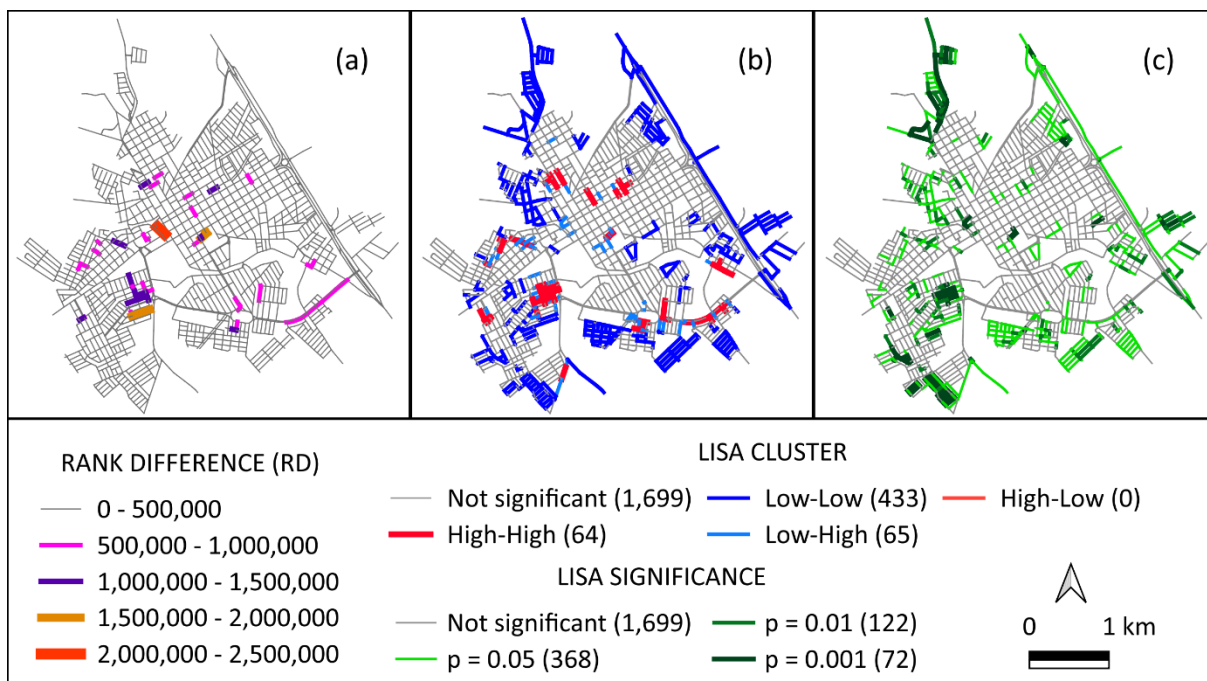 (a)
(b)
(c)
RANK DIFFERENCE (RD)
0 - 500,000
500,000 - 1,000,000
1,000,000 - 1,500,000
1,500,000 - 2,000,000
2,000,000 - 2,500,000
LISA CLUSTER
Not significant (1,699) Low-Low (433) High-Low (0)
High-High (64) Low-High (65)
LISA SIGNIFICANCE
Not significant (1,699) p = 0.01 (122)
p = 0.05 (368) p = 0.001 (72)
0 1 km